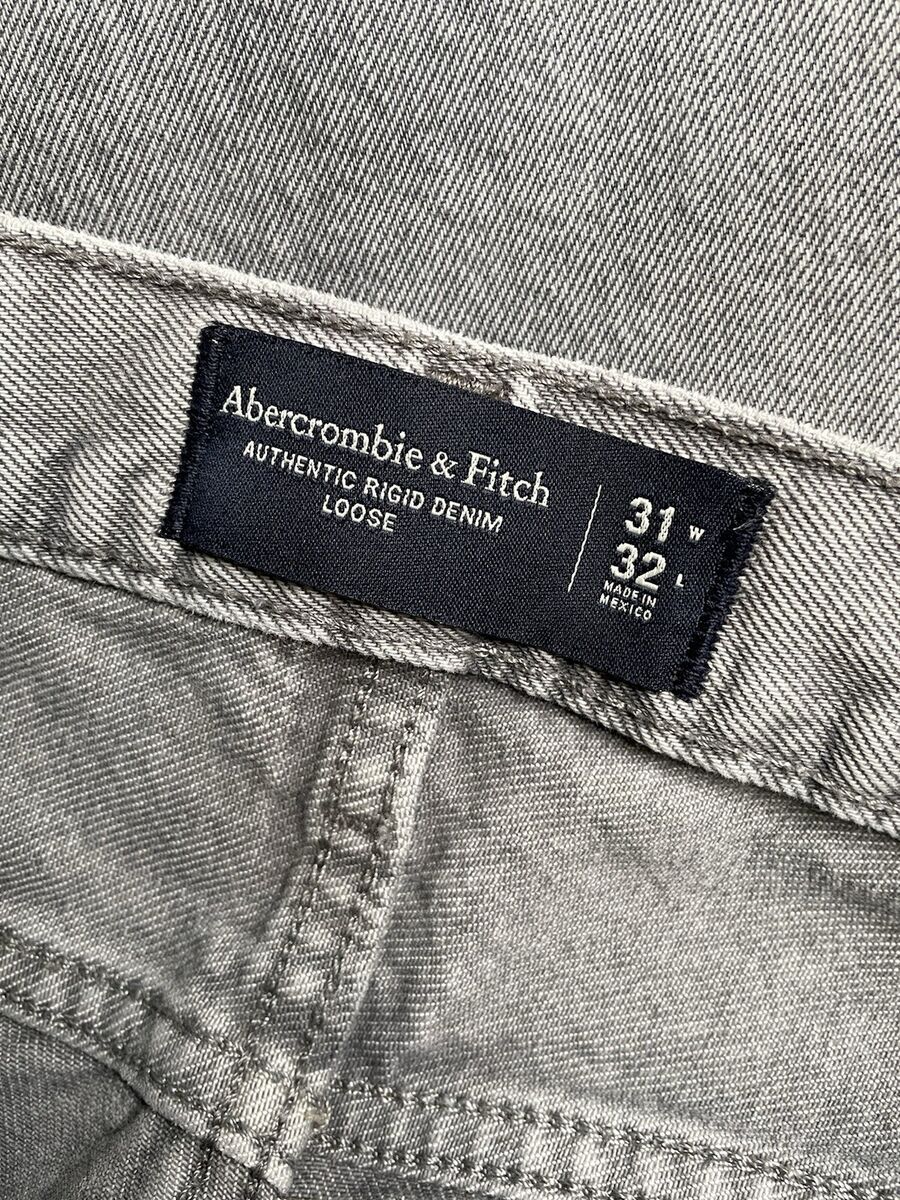 Abercrombie & Fitch
AUTHENTIC RIGID DENIM
LOOSE
31 W
32 L
MADE IN
MEXICO